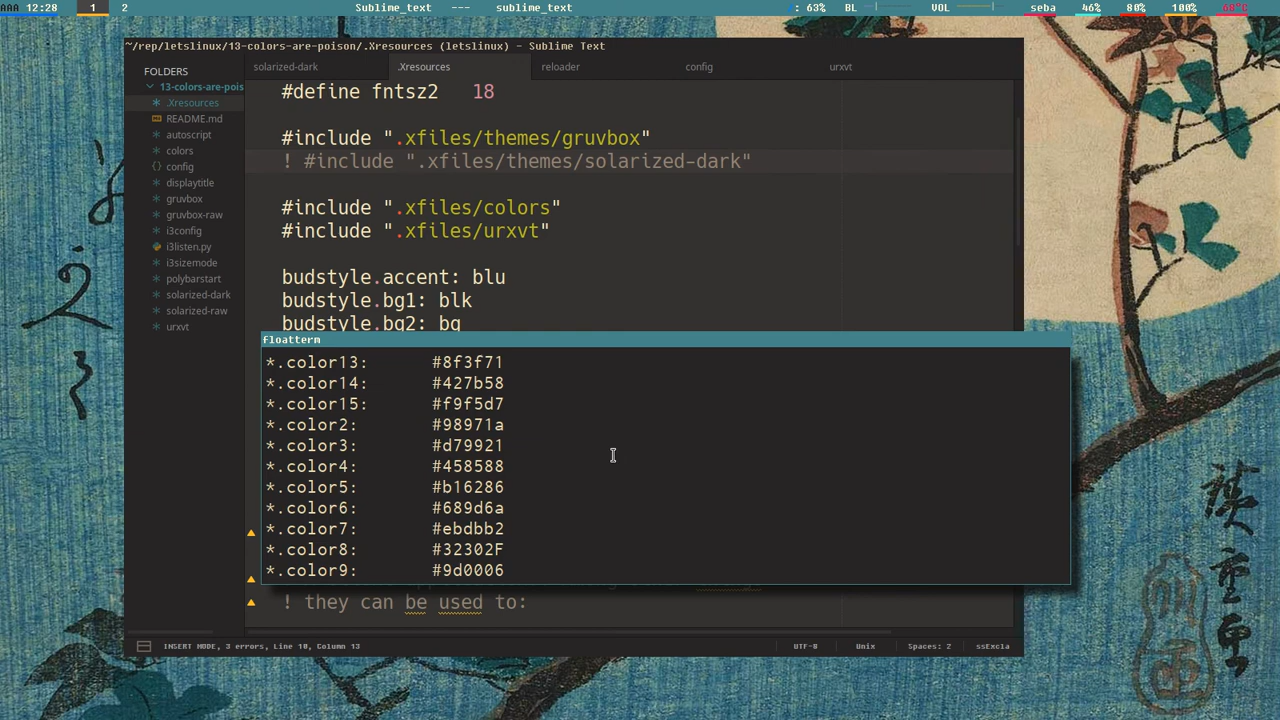 AAA 12:28 1 2 Sublime_text --- sublime_text : 63% BL VOL seba 46% 80% 100% 68°C
~/rep/letslinux/13-colors-are-poison/.Xresources (letslinux) - Sublime Text
FOLDERS
13-colors-are-pois
.Xresources
README.md
autoscript
colors
config
displaytitle
gruvbox
gruvbox-raw
i3config
i3listen.py
i3sizemode
polybarstart
solarized-dark
solarized-raw
urxvt
solarized-dark .Xresources reloader config urxvt
#define fntsz2 18
#include ".xfiles/themes/gruvbox"
! #include ".xfiles/themes/solarized-dark"
#include ".xfiles/colors"
#include ".xfiles/urxvt"
budstyle.accent: blu
budstyle.bg1: blk
budstyle.bg2: bg
floatterm
*.color13: #8f3f71
*.color14: #427b58
*.color15: #f9f5d7
*.color2: #98971a
*.color3: #d79921
*.color4: #458588
*.color5: #b16286
*.color6: #689d6a
*.color7: #ebdbb2
*.color8: #32302F
*.color9: #9d0006
! they can be used to:
INSERT MODE, 3 errors, Line 10, Column 13 UTF-8 Unix Spaces: 2 ssExcla